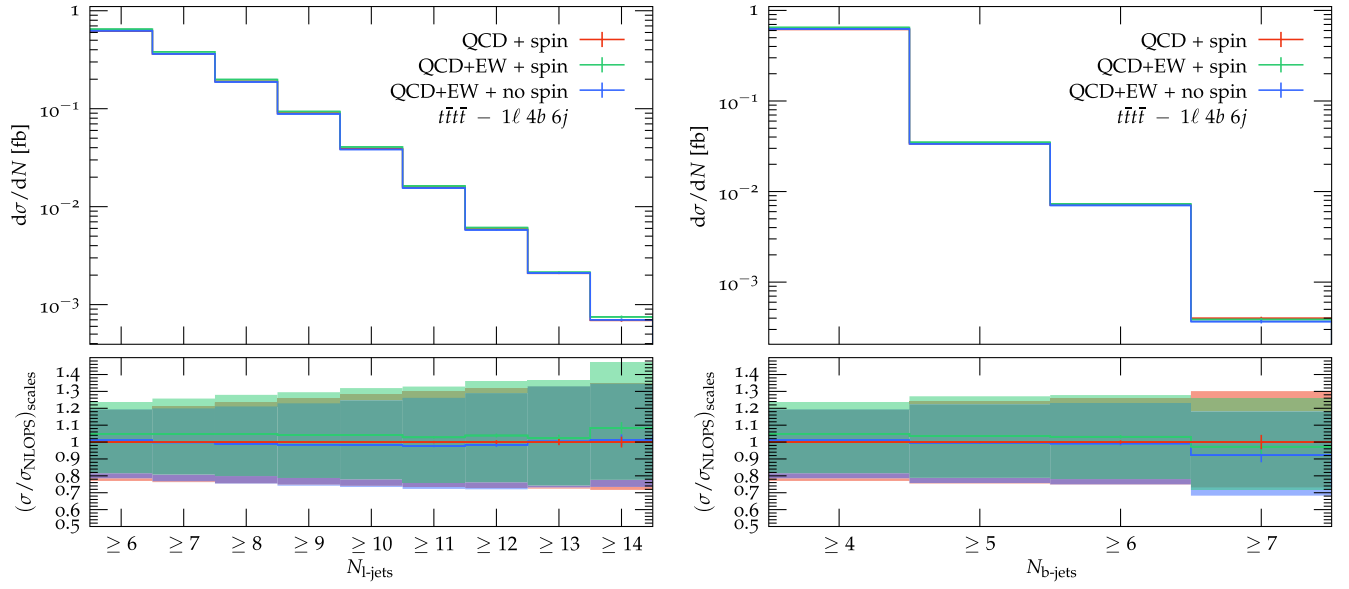 1
10⁻¹
10⁻²
10⁻³
dσ/dN [fb]
QCD + spin
QCD+EW + spin
QCD+EW + no spin
tt̄tt̄ − 1ℓ 4b 6j
1.4
1.3
1.2
1.1
1
0.9
0.8
0.7
0.6
0.5
(σ/σ_NLOPS)_scales
≥ 6 ≥ 7 ≥ 8 ≥ 9 ≥ 10 ≥ 11 ≥ 12 ≥ 13 ≥ 14
N_l-jets
1
10⁻¹
10⁻²
10⁻³
dσ/dN [fb]
QCD + spin
QCD+EW + spin
QCD+EW + no spin
tt̄tt̄ − 1ℓ 4b 6j
1.4
1.3
1.2
1.1
1
0.9
0.8
0.7
0.6
0.5
(σ/σ_NLOPS)_scales
≥ 4 ≥ 5 ≥ 6 ≥ 7
N_b-jets